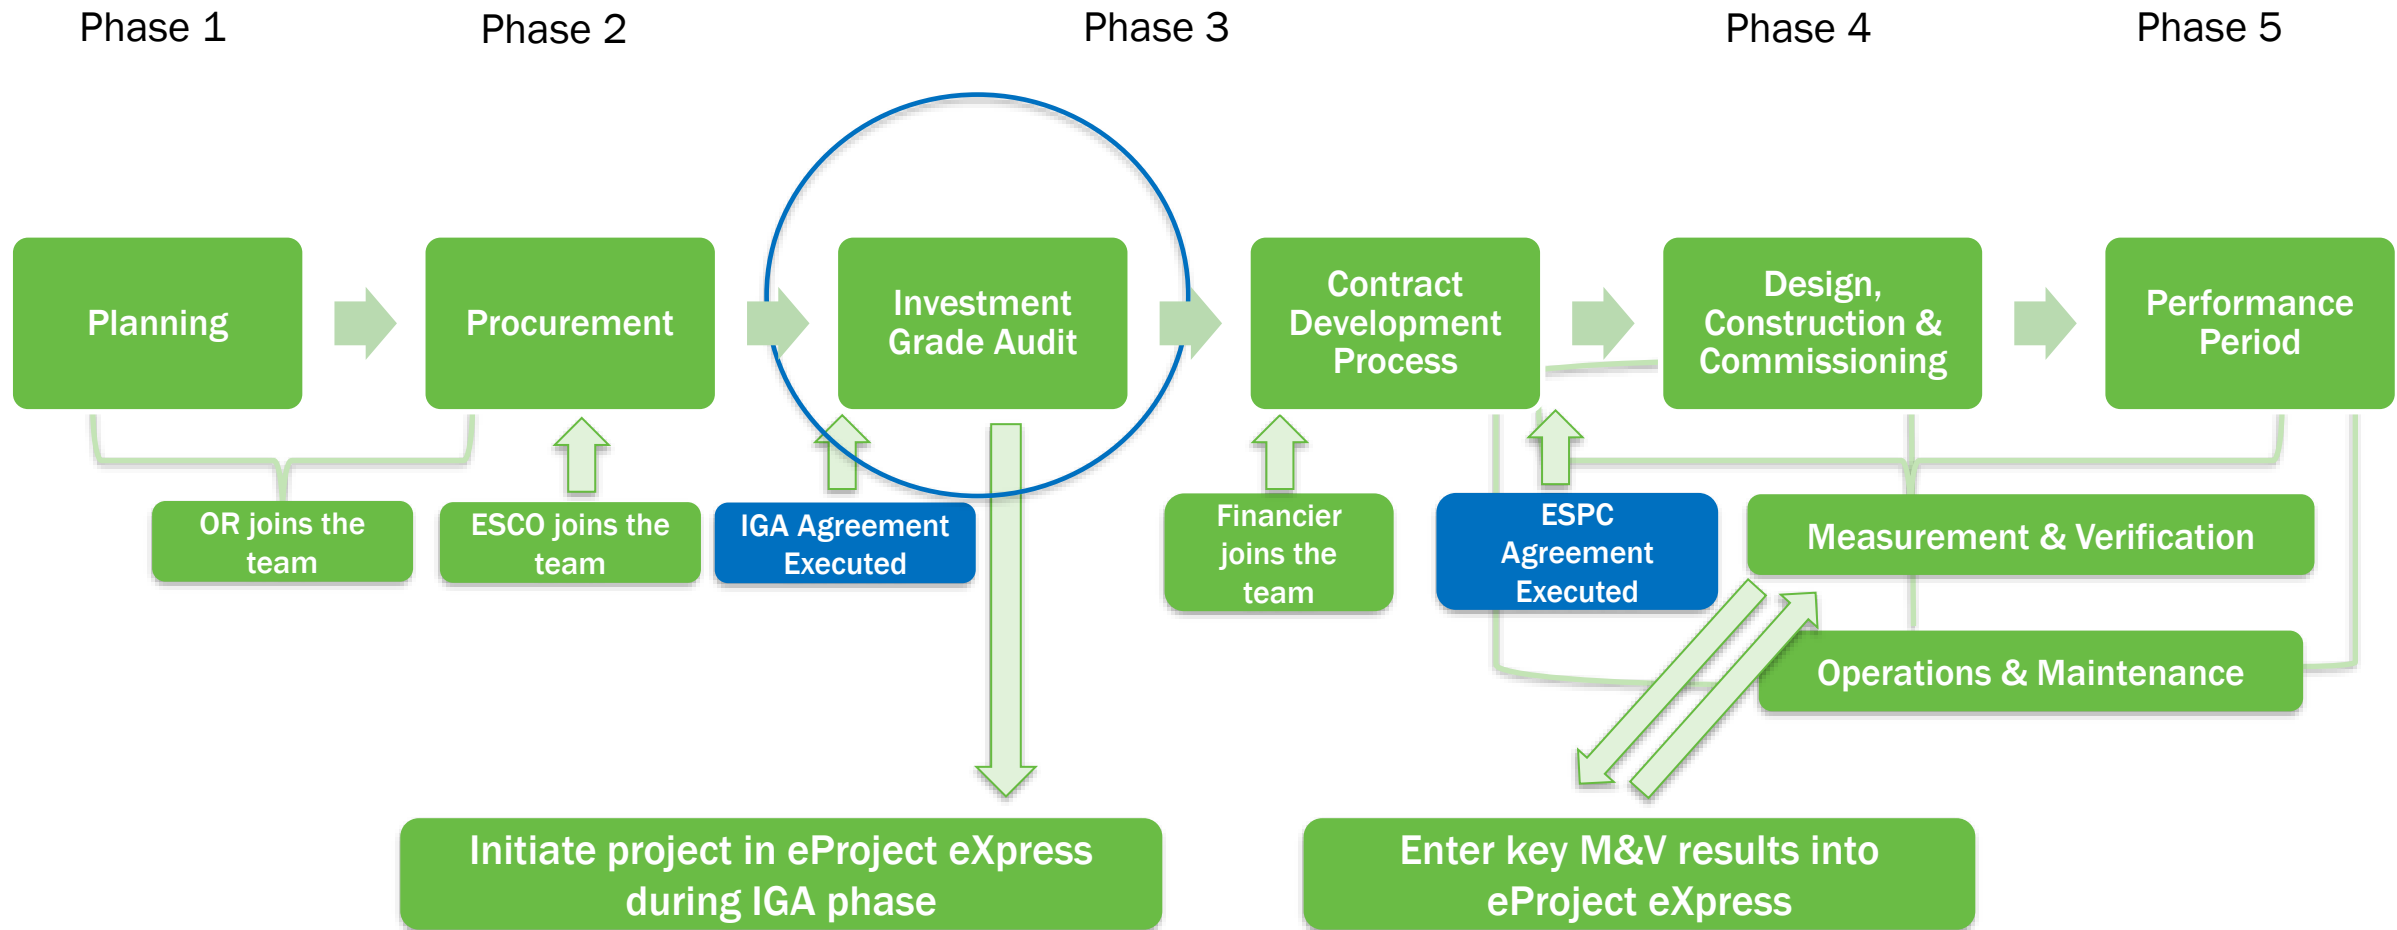 Phase 1
Phase 2
Phase 3
Phase 4
Phase 5
Planning
Procurement
Investment
Grade Audit
Contract
Development
Process
Design,
Construction &
Commissioning
Performance
Period
OR joins the
team
ESCO joins the
team
IGA Agreement
Executed
Financier
joins the
team
ESPC
Agreement
Executed
Measurement & Verification
Operations & Maintenance
Initiate project in eProject eXpress
during IGA phase
Enter key M&V results into
eProject eXpress